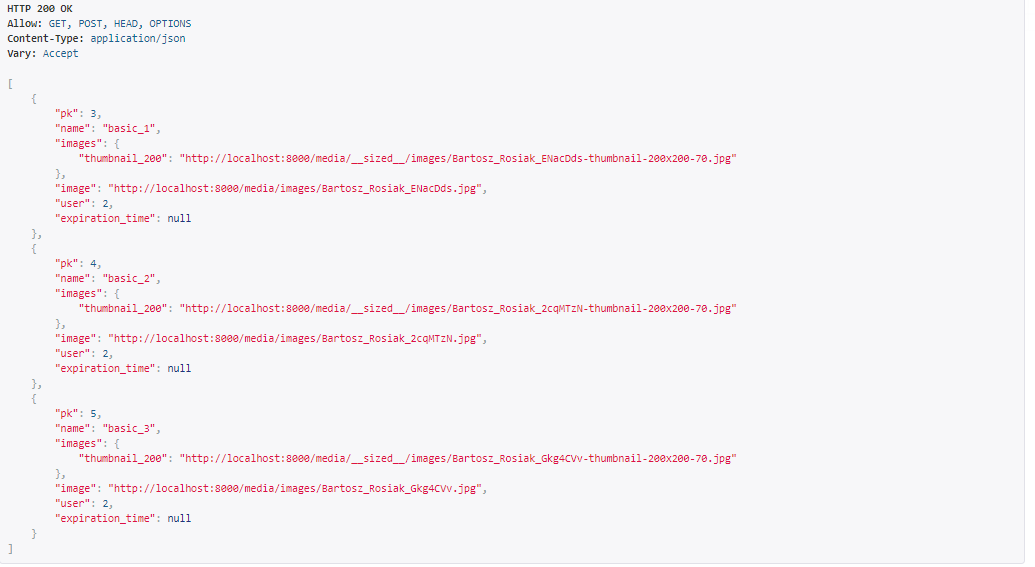 HTTP 200 OK
Allow: GET, POST, HEAD, OPTIONS
Content-Type: application/json
Vary: Accept
[
{
"pk": 3,
"name": "basic_1",
"images": {
"thumbnail_200": "http://localhost:8000/media/__sized__/images/Bartosz_Rosiak_ENacDds-thumbnail-200x200-70.jpg"
},
"image": "http://localhost:8000/media/images/Bartosz_Rosiak_ENacDds.jpg",
"user": 2,
"expiration_time": null
},
{
"pk": 4,
"name": "basic_2",
"images": {
"thumbnail_200": "http://localhost:8000/media/__sized__/images/Bartosz_Rosiak_2cqMTzN-thumbnail-200x200-70.jpg"
},
"image": "http://localhost:8000/media/images/Bartosz_Rosiak_2cqMTzN.jpg",
"user": 2,
"expiration_time": null
},
{
"pk": 5,
"name": "basic_3",
"images": {
"thumbnail_200": "http://localhost:8000/media/__sized__/images/Bartosz_Rosiak_Gkg4CVv-thumbnail-200x200-70.jpg"
},
"image": "http://localhost:8000/media/images/Bartosz_Rosiak_Gkg4CVv.jpg",
"user": 2,
"expiration_time": null
}
]